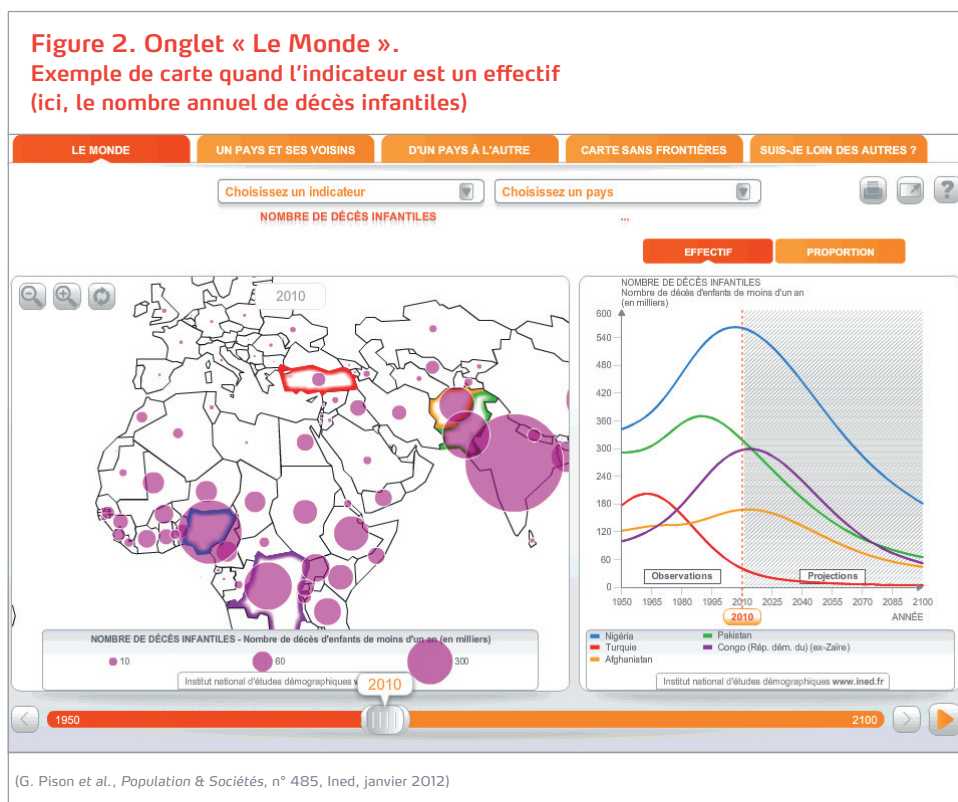 Figure 2. Onglet « Le Monde ».
Exemple de carte quand l'indicateur est un effectif
(ici, le nombre annuel de décès infantiles)
LE MONDE
UN PAYS ET SES VOISINS
D'UN PAYS À L'AUTRE
CARTE SANS FRONTIÈRES
SUIS-JE LOIN DES AUTRES ?
Choisissez un indicateur
Choisissez un pays
?
NOMBRE DE DÉCÈS INFANTILES
...
EFFECTIF
PROPORTION
2010
NOMBRE DE DÉCÈS INFANTILES
Nombre de décès d'enfants de moins d'un an
(en milliers)
600
540
480
420
360
300
240
180
120
60
0
Observations
Projections
1950 1965 1980 1995 2010 2025 2040 2055 2070 2085 2100
2010
ANNÉE
NOMBRE DE DÉCÈS INFANTILES - Nombre de décès d'enfants de moins d'un an (en milliers)
10
60
300
Institut national d'études démographiques w
Nigéria
Turquie
Afghanistan
Pakistan
Congo (Rép. dém. du) (ex-Zaïre)
Institut national d'études démographiques www.ined.fr
2010
1950
2100
(G. Pison et al., Population & Sociétés, n° 485, Ined, janvier 2012)